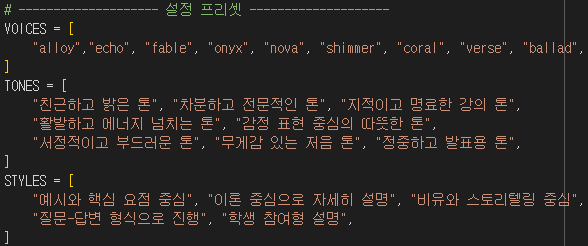 # -------------------- 설정 프리셋 --------------------
VOICES = [
"alloy","echo", "fable", "onyx", "nova", "shimmer", "coral", "verse", "ballad",
]
TONES = [
"친근하고 밝은 톤", "차분하고 전문적인 톤", "지적이고 명료한 강의 톤",
"활발하고 에너지 넘치는 톤", "감정 표현 중심의 따뜻한 톤",
"서정적이고 부드러운 톤", "무게감 있는 저음 톤", "정중하고 발표용 톤",
]
STYLES = [
"예시와 핵심 요점 중심", "이론 중심으로 자세히 설명", "비유와 스토리텔링 중심",
"질문-답변 형식으로 진행", "학생 참여형 설명",
]